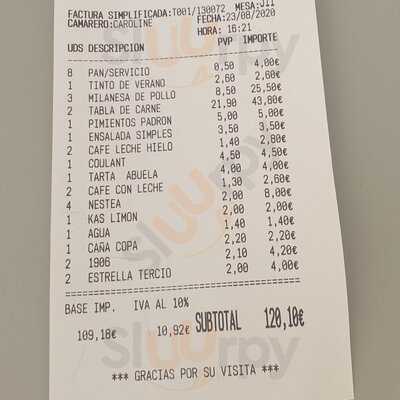 FACTURA SIMPLIFICADA:T001/130072 MESA:J11
CAMARERO:CAROLINE FECHA:23/08/2020
HORA: 16:21
UDS DESCRIPCION PVP IMPORTE
8 PAN/SERVICIO 0,50 4,00€
1 TINTO DE VERANO 2,60 2,60€
3 MILANESA DE POLLO 8,50 25,50€
2 TABLA DE CARNE 21,90 43,80€
1 PIMIENTOS PADRON 5,00 5,00€
1 ENSALADA SIMPLES 3,50 3,50€
2 CAFE LECHE HIELO 1,40 2,80€
1 COULANT 4,50 4,50€
1 TARTA ABUELA 4,00 4,00€
2 CAFE CON LECHE 1,30 2,60€
4 NESTEA 2,00 8,00€
1 KAS LIMON 2,00 2,00€
1 AGUA 1,40 1,40€
1 CAÑA COPA 2,20 2,20€
2 1906 2,10 4,20€
2 ESTRELLA TERCIO 2,00 4,00€
BASE IMP. IVA AL 10%
109,18€ 10,92€ SUBTOTAL 120,10€
*** GRACIAS POR SU VISITA ***
Sluurpy
Sluurpy
Sluurpy